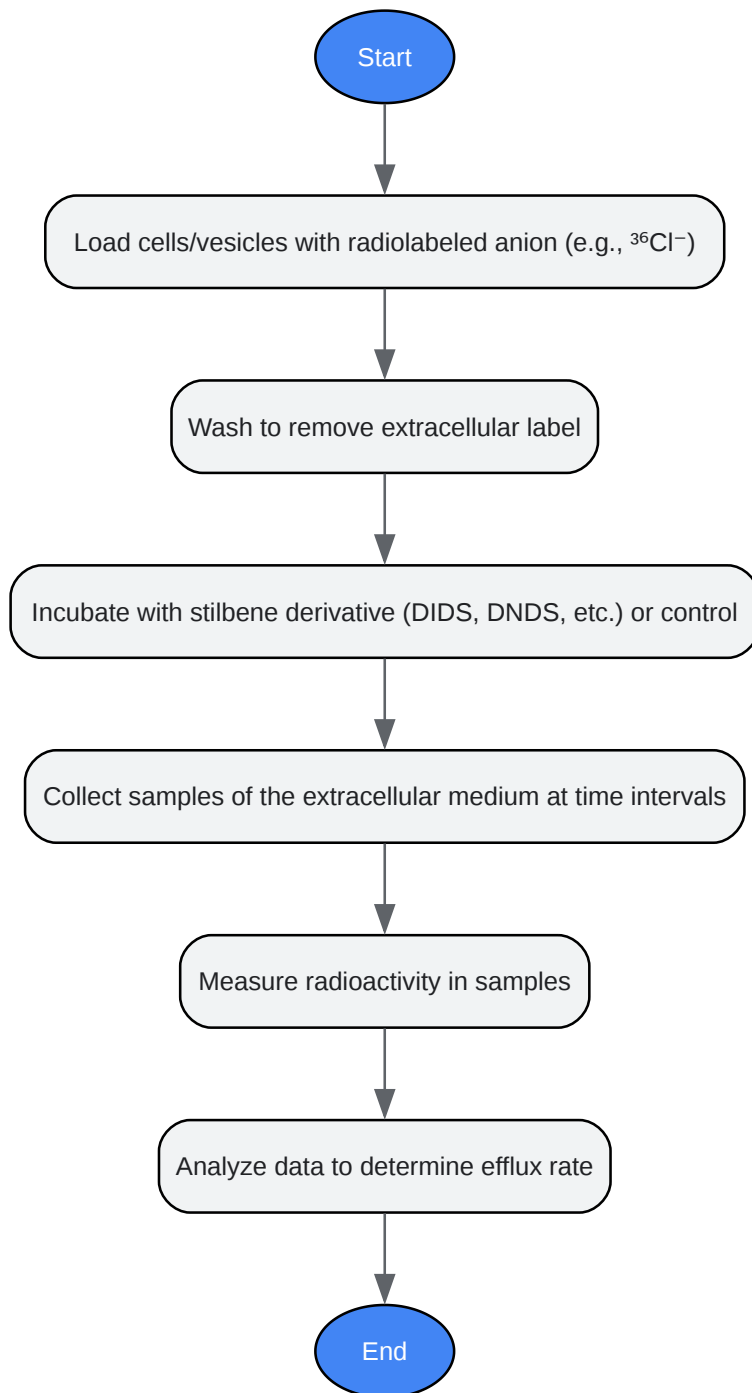 Start
Load cells/vesicles with radiolabeled anion (e.g., ³⁶Cl⁻)
Wash to remove extracellular label
Incubate with stilbene derivative (DIDS, DNDS, etc.) or control
Collect samples of the extracellular medium at time intervals
Measure radioactivity in samples
Analyze data to determine efflux rate
End